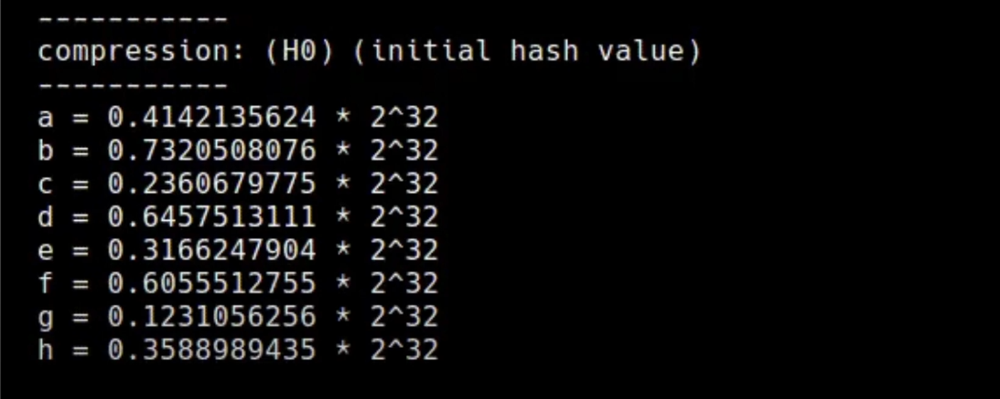 -----------
compression: (H0) (initial hash value)
-----------
a = 0.4142135624 * 2^32
b = 0.7320508076 * 2^32
c = 0.2360679775 * 2^32
d = 0.6457513111 * 2^32
e = 0.3166247904 * 2^32
f = 0.6055512755 * 2^32
g = 0.1231056256 * 2^32
h = 0.3588989435 * 2^32